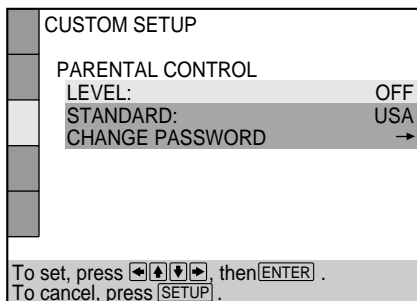 CUSTOM SETUP
PARENTAL CONTROL
LEVEL: OFF
STANDARD: USA
CHANGE PASSWORD →
To set, press ←↑↓→, then ENTER .
To cancel, press SETUP .